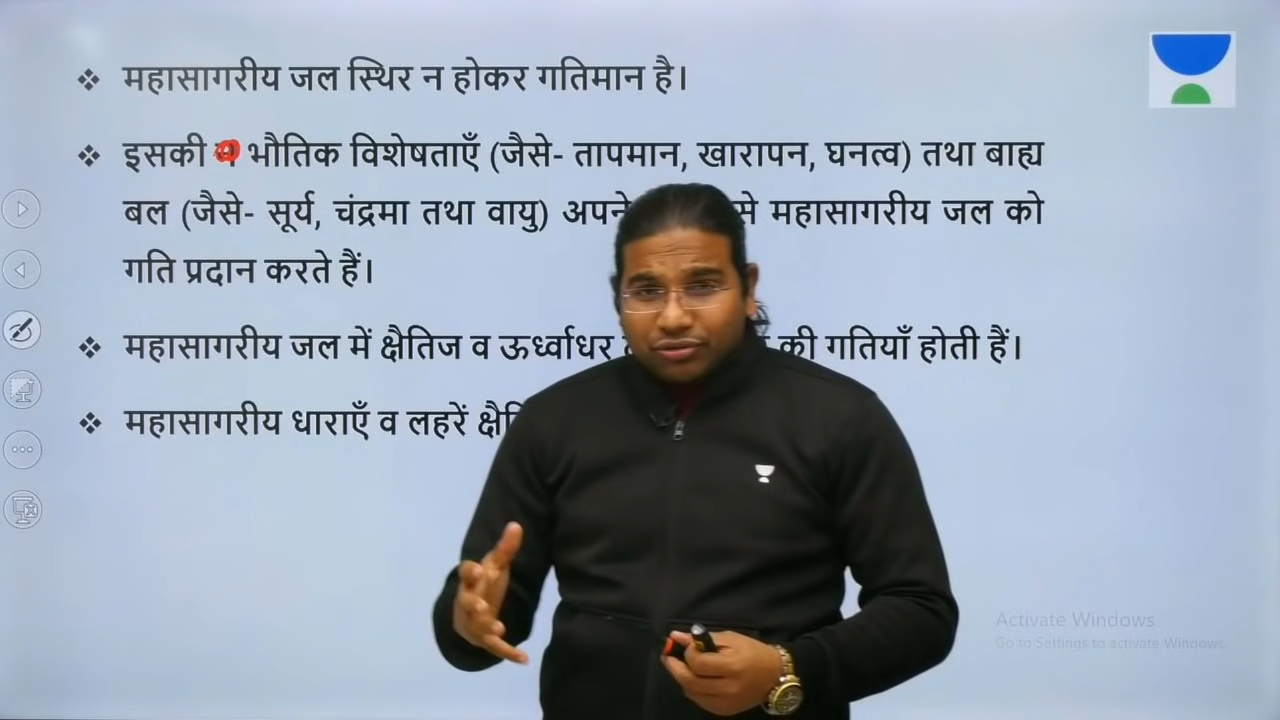 ❖ महासागरीय जल स्थिर न होकर गतिमान है।
❖ इसकी भौतिक विशेषताएँ (जैसे- तापमान, खारापन, घनत्व) तथा बाह्य
बल (जैसे- सूर्य, चंद्रमा तथा वायु) से महासागरीय जल को
गति प्रदान करते हैं।
❖ महासागरीय जल में क्षैतिज व ऊर्ध्वाधर की गतियाँ होती हैं।
❖ महासागरीय धाराएँ व लहरें
Activate Windows
Go to Settings to activate Windows.